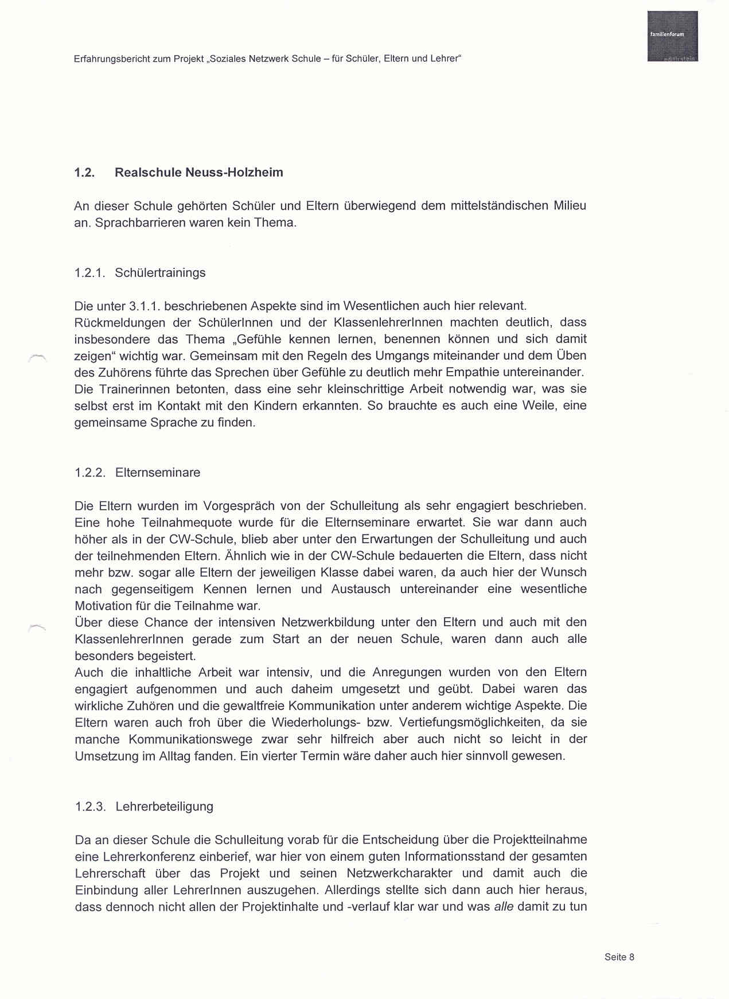 familienforum
edith stein
Erfahrungsbericht zum Projekt „Soziales Netzwerk Schule – für Schüler, Eltern und Lehrer“
1.2. Realschule Neuss-Holzheim
An dieser Schule gehörten Schüler und Eltern überwiegend dem mittelständischen Milieu
an. Sprachbarrieren waren kein Thema.
1.2.1. Schülertrainings
Die unter 3.1.1. beschriebenen Aspekte sind im Wesentlichen auch hier relevant.
Rückmeldungen der SchülerInnen und der KlassenlehrerInnen machten deutlich, dass
insbesondere das Thema „Gefühle kennen lernen, benennen können und sich damit
zeigen“ wichtig war. Gemeinsam mit den Regeln des Umgangs miteinander und dem Üben
des Zuhörens führte das Sprechen über Gefühle zu deutlich mehr Empathie untereinander.
Die Trainerinnen betonten, dass eine sehr kleinschrittige Arbeit notwendig war, was sie
selbst erst im Kontakt mit den Kindern erkannten. So brauchte es auch eine Weile, eine
gemeinsame Sprache zu finden.
1.2.2. Elternseminare
Die Eltern wurden im Vorgespräch von der Schulleitung als sehr engagiert beschrieben.
Eine hohe Teilnahmequote wurde für die Elternseminare erwartet. Sie war dann auch
höher als in der CW-Schule, blieb aber unter den Erwartungen der Schulleitung und auch
der teilnehmenden Eltern. Ähnlich wie in der CW-Schule bedauerten die Eltern, dass nicht
mehr bzw. sogar alle Eltern der jeweiligen Klasse dabei waren, da auch hier der Wunsch
nach gegenseitigem Kennen lernen und Austausch untereinander eine wesentliche
Motivation für die Teilnahme war.
Über diese Chance der intensiven Netzwerkbildung unter den Eltern und auch mit den
KlassenlehrerInnen gerade zum Start an der neuen Schule, waren dann auch alle
besonders begeistert.
Auch die inhaltliche Arbeit war intensiv, und die Anregungen wurden von den Eltern
engagiert aufgenommen und auch daheim umgesetzt und geübt. Dabei waren das
wirkliche Zuhören und die gewaltfreie Kommunikation unter anderem wichtige Aspekte. Die
Eltern waren auch froh über die Wiederholungs- bzw. Vertiefungsmöglichkeiten, da sie
manche Kommunikationswege zwar sehr hilfreich aber auch nicht so leicht in der
Umsetzung im Alltag fanden. Ein vierter Termin wäre daher auch hier sinnvoll gewesen.
1.2.3. Lehrerbeteiligung
Da an dieser Schule die Schulleitung vorab für die Entscheidung über die Projektteilnahme
eine Lehrerkonferenz einberief, war hier von einem guten Informationsstand der gesamten
Lehrerschaft über das Projekt und seinen Netzwerkcharakter und damit auch die
Einbindung aller LehrerInnen auszugehen. Allerdings stellte sich dann auch hier heraus,
dass dennoch nicht allen der Projektinhalte und -verlauf klar war und was alle damit zu tun
Seite 8